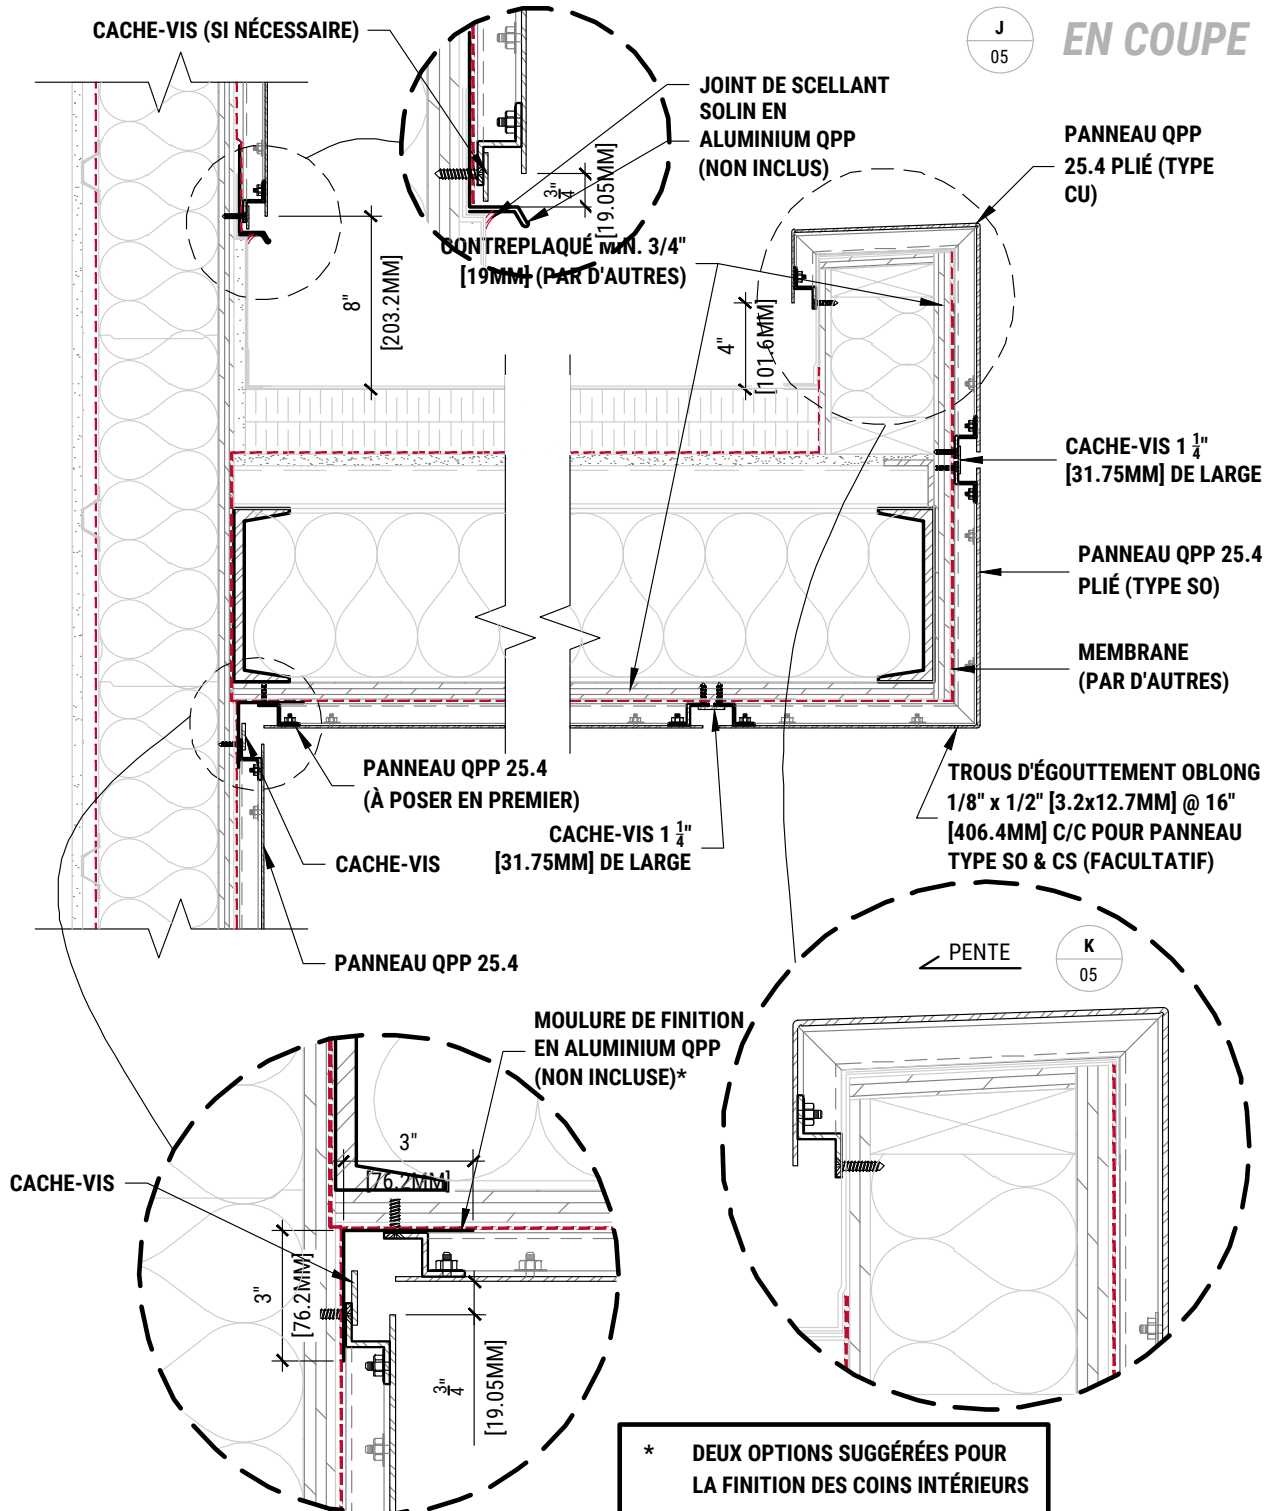 CACHE-VIS (SI NÉCESSAIRE)
J
05
EN COUPE
JOINT DE SCELLANT
SOLIN EN
ALUMINIUM QPP
(NON INCLUS)
PANNEAU QPP
25.4 PLIÉ (TYPE
CU)
3/4"
[19.05MM]
CONTREPLAQUÉ MIN. 3/4"
[19MM] (PAR D'AUTRES)
8"
[203.2MM]
4"
[101.6MM]
CACHE-VIS 1 1/4"
[31.75MM] DE LARGE
PANNEAU QPP 25.4
PLIÉ (TYPE SO)
MEMBRANE
(PAR D'AUTRES)
PANNEAU QPP 25.4
(À POSER EN PREMIER)
CACHE-VIS 1 1/4"
[31.75MM] DE LARGE
TROUS D'ÉGOUTTEMENT OBLONG
1/8" x 1/2" [3.2x12.7MM] @ 16"
[406.4MM] C/C POUR PANNEAU
TYPE SO & CS (FACULTATIF)
CACHE-VIS
PANNEAU QPP 25.4
PENTE
K
05
MOULURE DE FINITION
EN ALUMINIUM QPP
(NON INCLUSE)*
3"
[76.2MM]
CACHE-VIS
3"
[76.2MM]
3/4"
[19.05MM]
* DEUX OPTIONS SUGGÉRÉES POUR
LA FINITION DES COINS INTÉRIEURS